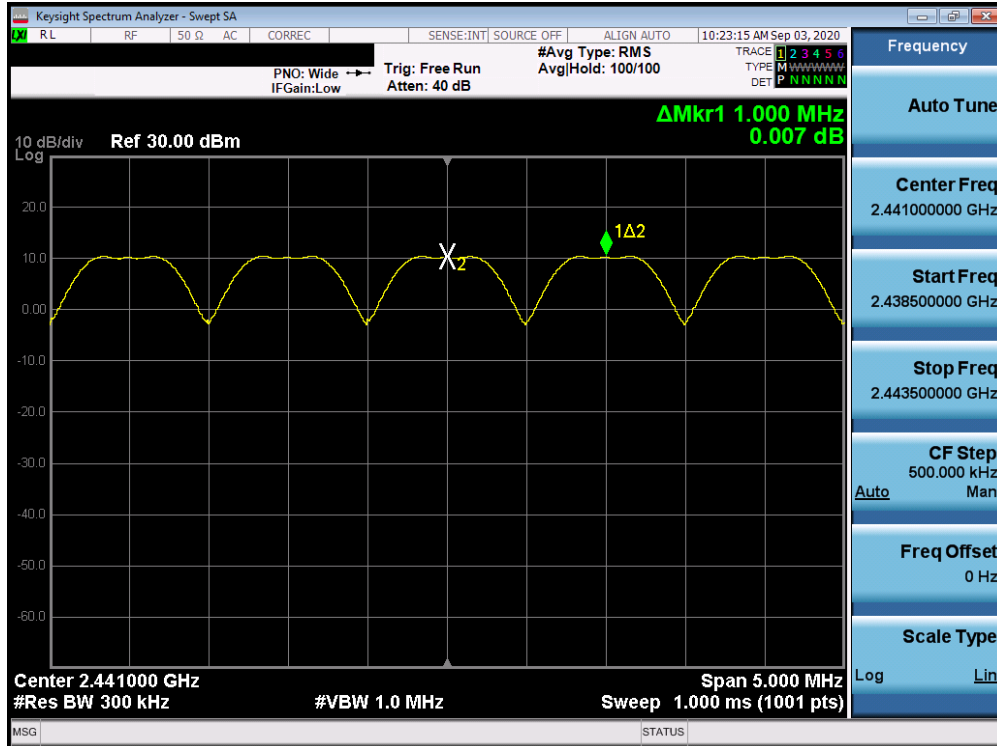 Keysight Spectrum Analyzer - Swept SA
LXI RL RF 50 Ω AC CORREC SENSE:INT SOURCE OFF ALIGN AUTO 10:23:15 AM Sep 03, 2020
PNO: Wide
IFGain:Low
Trig: Free Run
Atten: 40 dB
#Avg Type: RMS
Avg|Hold: 100/100
TRACE 1 2 3 4 5 6
TYPE M WWWWW
DET P N N N N N
ΔMkr1 1.000 MHz
0.007 dB
10 dB/div
Log
Ref 30.00 dBm
20.0
10.0
0.00
-10.0
-20.0
-30.0
-40.0
-50.0
-60.0
1Δ2
2
Center 2.441000 GHz
#Res BW 300 kHz
#VBW 1.0 MHz
Span 5.000 MHz
Sweep 1.000 ms (1001 pts)
MSG
STATUS
Frequency
Auto Tune
Center Freq
2.441000000 GHz
Start Freq
2.438500000 GHz
Stop Freq
2.443500000 GHz
CF Step
500.000 kHz
Auto Man
Freq Offset
0 Hz
Scale Type
Log Lin